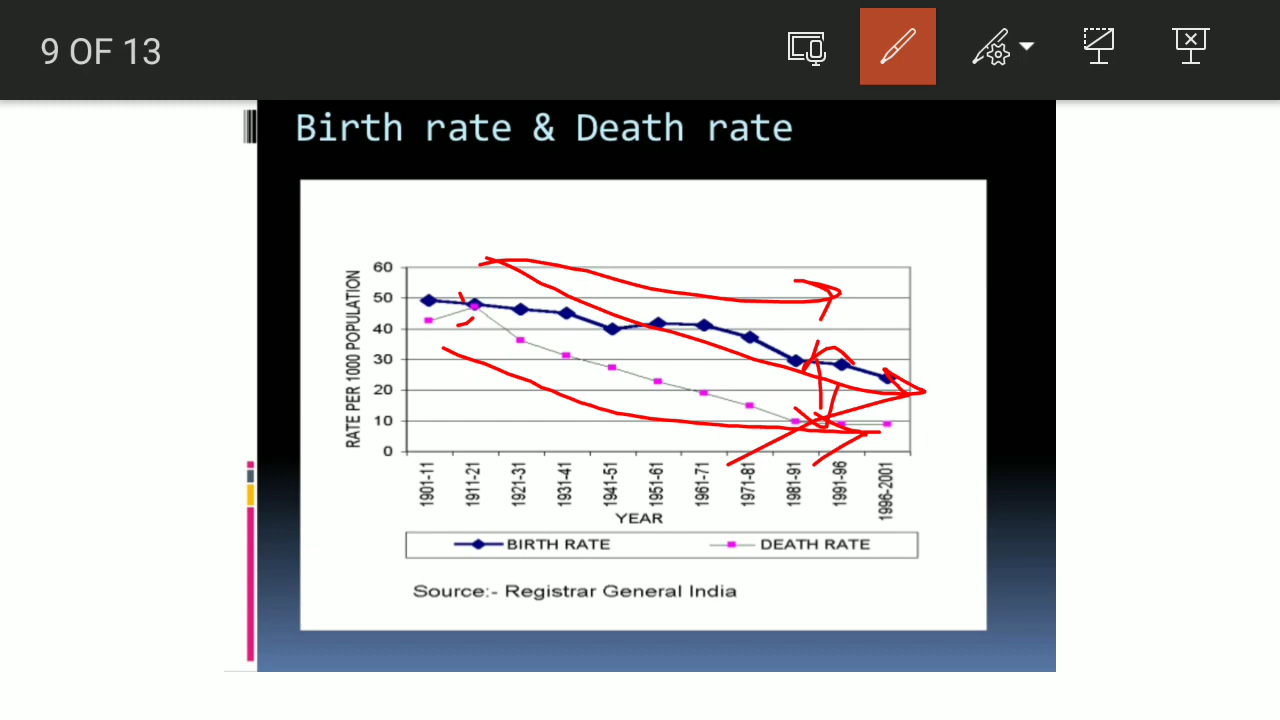 9 OF 13
Birth rate & Death rate
RATE PER 1000 POPULATION
60
50
40
30
20
10
0
1901-11
1911-21
1921-31
1931-41
1941-51
1951-61
1961-71
1971-81
1981-91
1991-96
1996-2001
YEAR
BIRTH RATE
DEATH RATE
Source:- Registrar General India